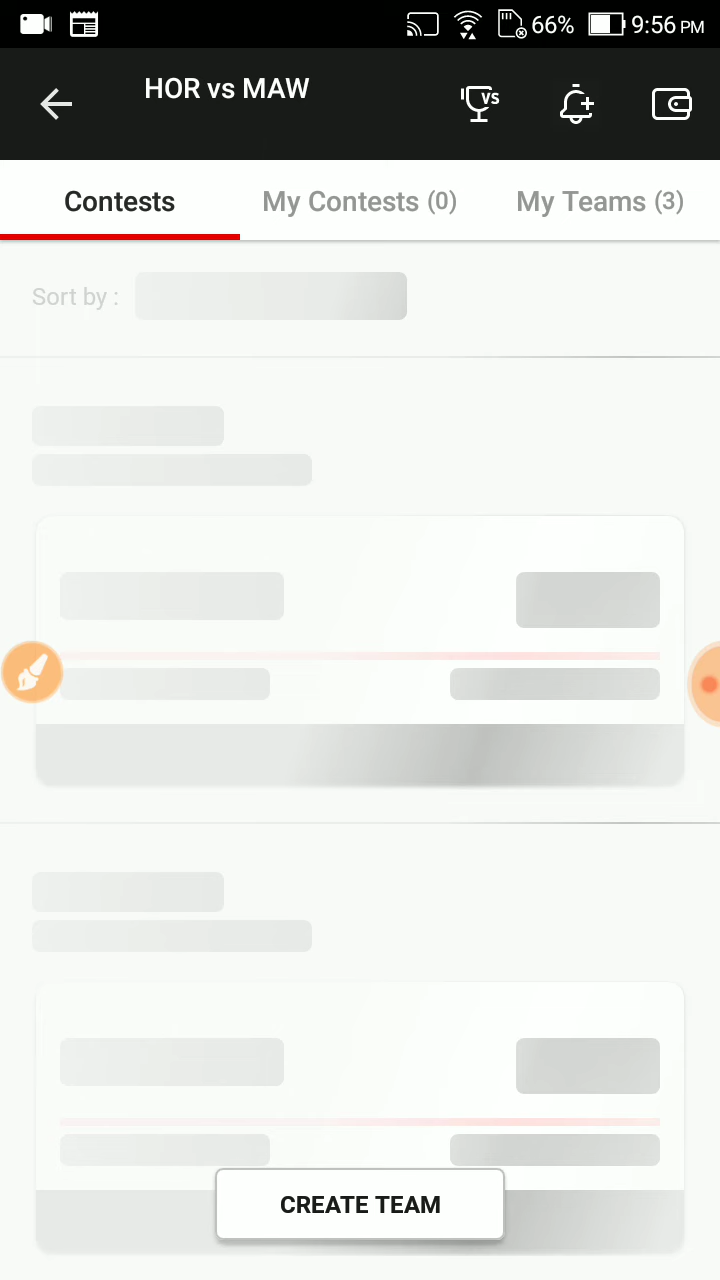 66% 9:56 PM
HOR vs MAW
VS
Contests My Contests (0) My Teams (3)
Sort by :
CREATE TEAM